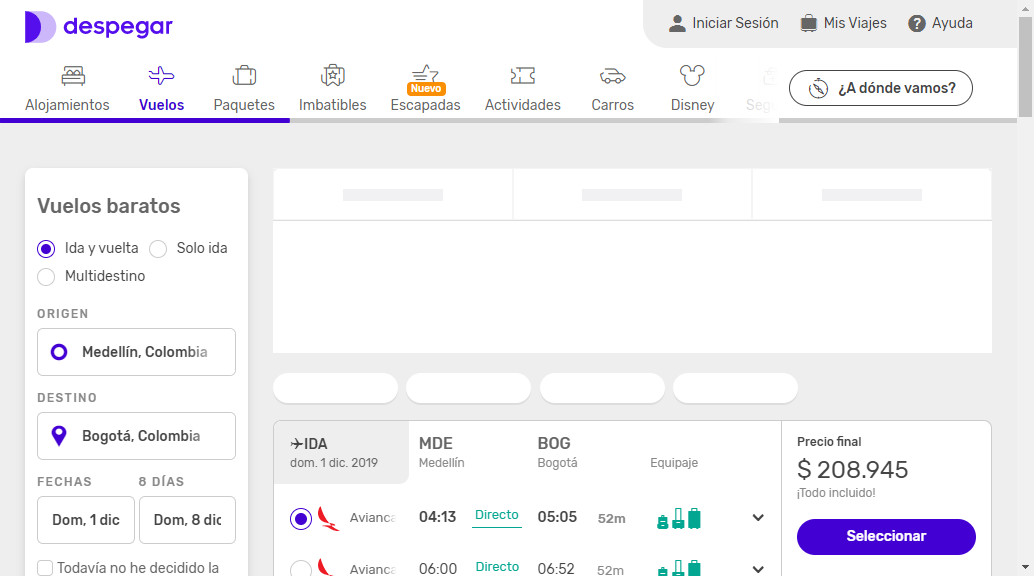 despegar
Iniciar Sesión
Mis Viajes
Ayuda
Alojamientos
Vuelos
Paquetes
Imbatibles
Nuevo
Escapadas
Actividades
Carros
Disney
¿A dónde vamos?
Vuelos baratos
Ida y vuelta
Solo ida
Multidestino
ORIGEN
Medellín, Colombia
DESTINO
Bogotá, Colombia
FECHAS
8 DÍAS
Dom, 1 dic
Dom, 8 dic
Todavía no he decidido la
IDA
dom. 1 dic. 2019
MDE
Medellín
BOG
Bogotá
Equipaje
Avianca
04:13
Directo
05:05
52m
Avianca
06:00
Directo
06:52
52m
Precio final
$ 208.945
¡Todo incluido!
Seleccionar